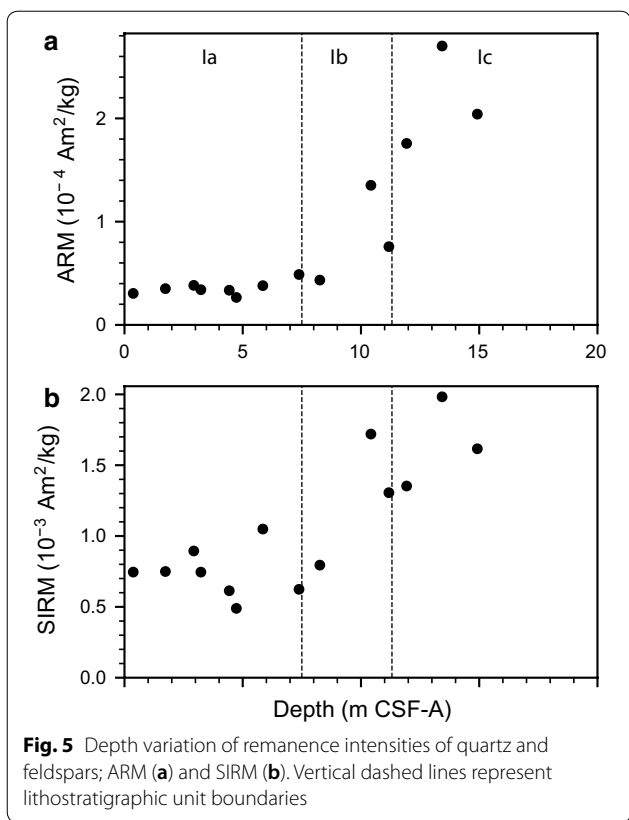 a
Ia Ib Ic
ARM (10⁻⁴ Am²/kg)
2
1
0
0 5 10 15 20
b
SIRM (10⁻³ Am²/kg)
2.0
1.5
1.0
0.5
0.0
Depth (m CSF-A)
Fig. 5 Depth variation of remanence intensities of quartz and
feldspars; ARM (a) and SIRM (b). Vertical dashed lines represent
lithostratigraphic unit boundaries